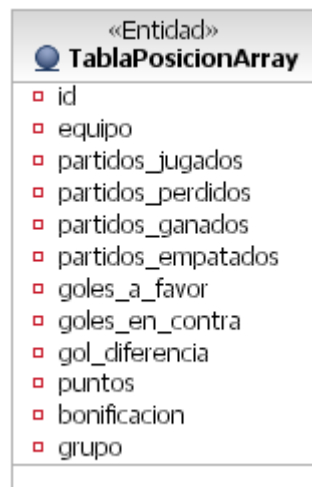 «Entidad»
TablaPosicionArray
id
equipo
partidos_jugados
partidos_perdidos
partidos_ganados
partidos_empatados
goles_a_favor
goles_en_contra
gol_diferencia
puntos
bonificacion
grupo